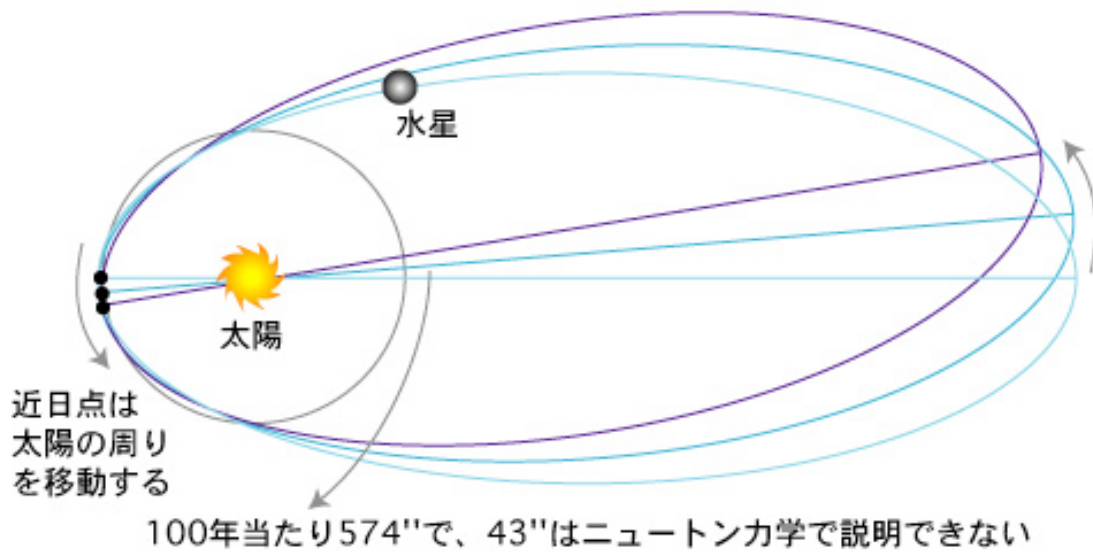 水星
太陽
近日点は
太陽の周り
を移動する
100年当たり574''で、43''はニュートン力学で説明できない